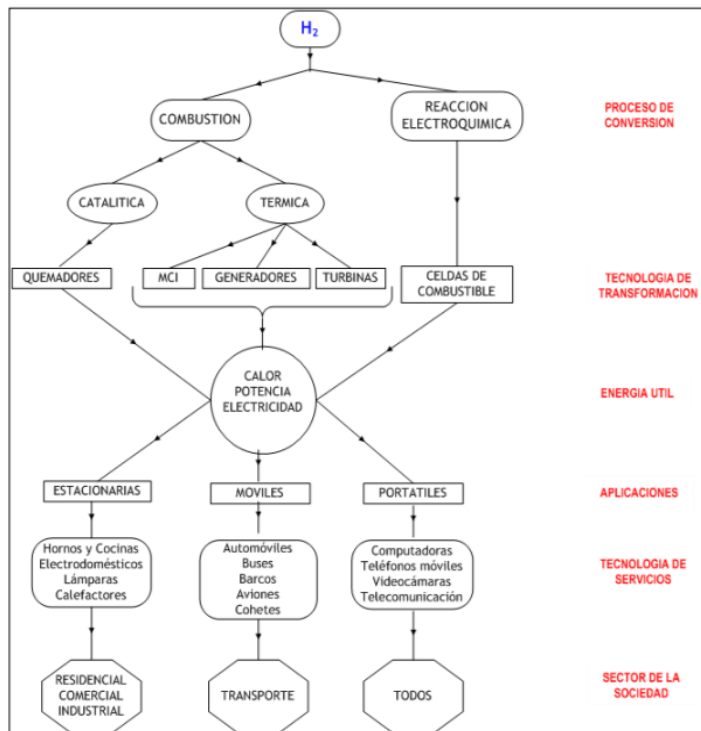 H₂
COMBUSTION
REACCION
ELECTROQUIMICA
PROCESO DE
CONVERSION
CATALITICA
TERMICA
QUEMADORES
MCI
GENERADORES
TURBINAS
CELDAS DE
COMBUSTIBLE
TECNOLOGIA DE
TRANSFORMACION
CALOR
POTENCIA
ELECTRICIDAD
ENERGIA UTIL
ESTACIONARIAS
MOVILES
PORTATILES
APLICACIONES
Hornos y Cocinas
Electrodomésticos
Lámparas
Calefactores
Automóviles
Buses
Barcos
Aviones
Cohetes
Computadoras
Teléfonos móviles
Videocámaras
Telecomunicación
TECNOLOGIA DE
SERVICIOS
RESIDENCIAL
COMERCIAL
INDUSTRIAL
TRANSPORTE
TODOS
SECTOR DE LA
SOCIEDAD